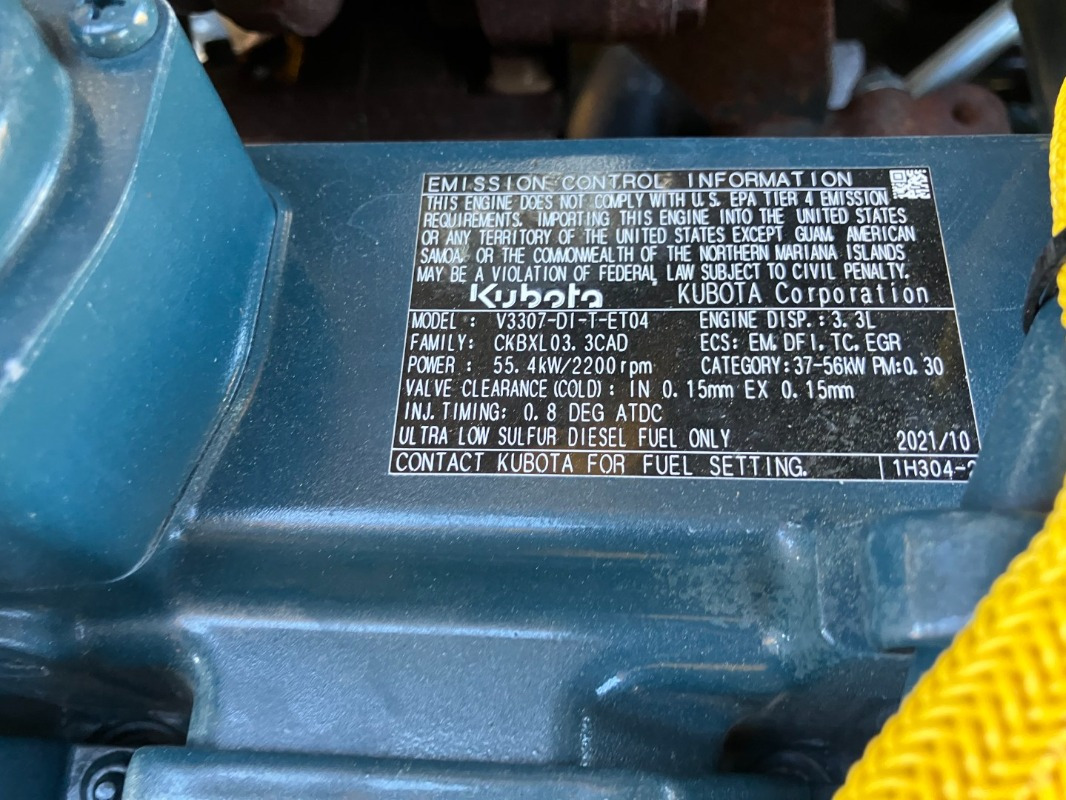 EMISSION CONTROL INFORMATION
THIS ENGINE DOES NOT COMPLY WITH U.S. EPA TIER 4 EMISSION
REQUIREMENTS. IMPORTING THIS ENGINE INTO THE UNITED STATES
OR ANY TERRITORY OF THE UNITED STATES EXCEPT GUAM, AMERICAN
SAMOA, OR THE COMMONWEALTH OF THE NORTHERN MARIANA ISLANDS
MAY BE A VIOLATION OF FEDERAL LAW SUBJECT TO CIVIL PENALTY.
Kubota KUBOTA Corporation
MODEL : V3307-DI-T-ET04 ENGINE DISP.: 3.3L
FAMILY: CKBXL03.3CAD ECS: EM, DFI, TC, EGR
POWER : 55.4kW/2200rpm CATEGORY:37-56kW PM:0.30
VALVE CLEARANCE (COLD) : IN 0.15mm EX 0.15mm
INJ. TIMING: 0.8 DEG ATDC
ULTRA LOW SULFUR DIESEL FUEL ONLY 2021/10
CONTACT KUBOTA FOR FUEL SETTING. 1H304-